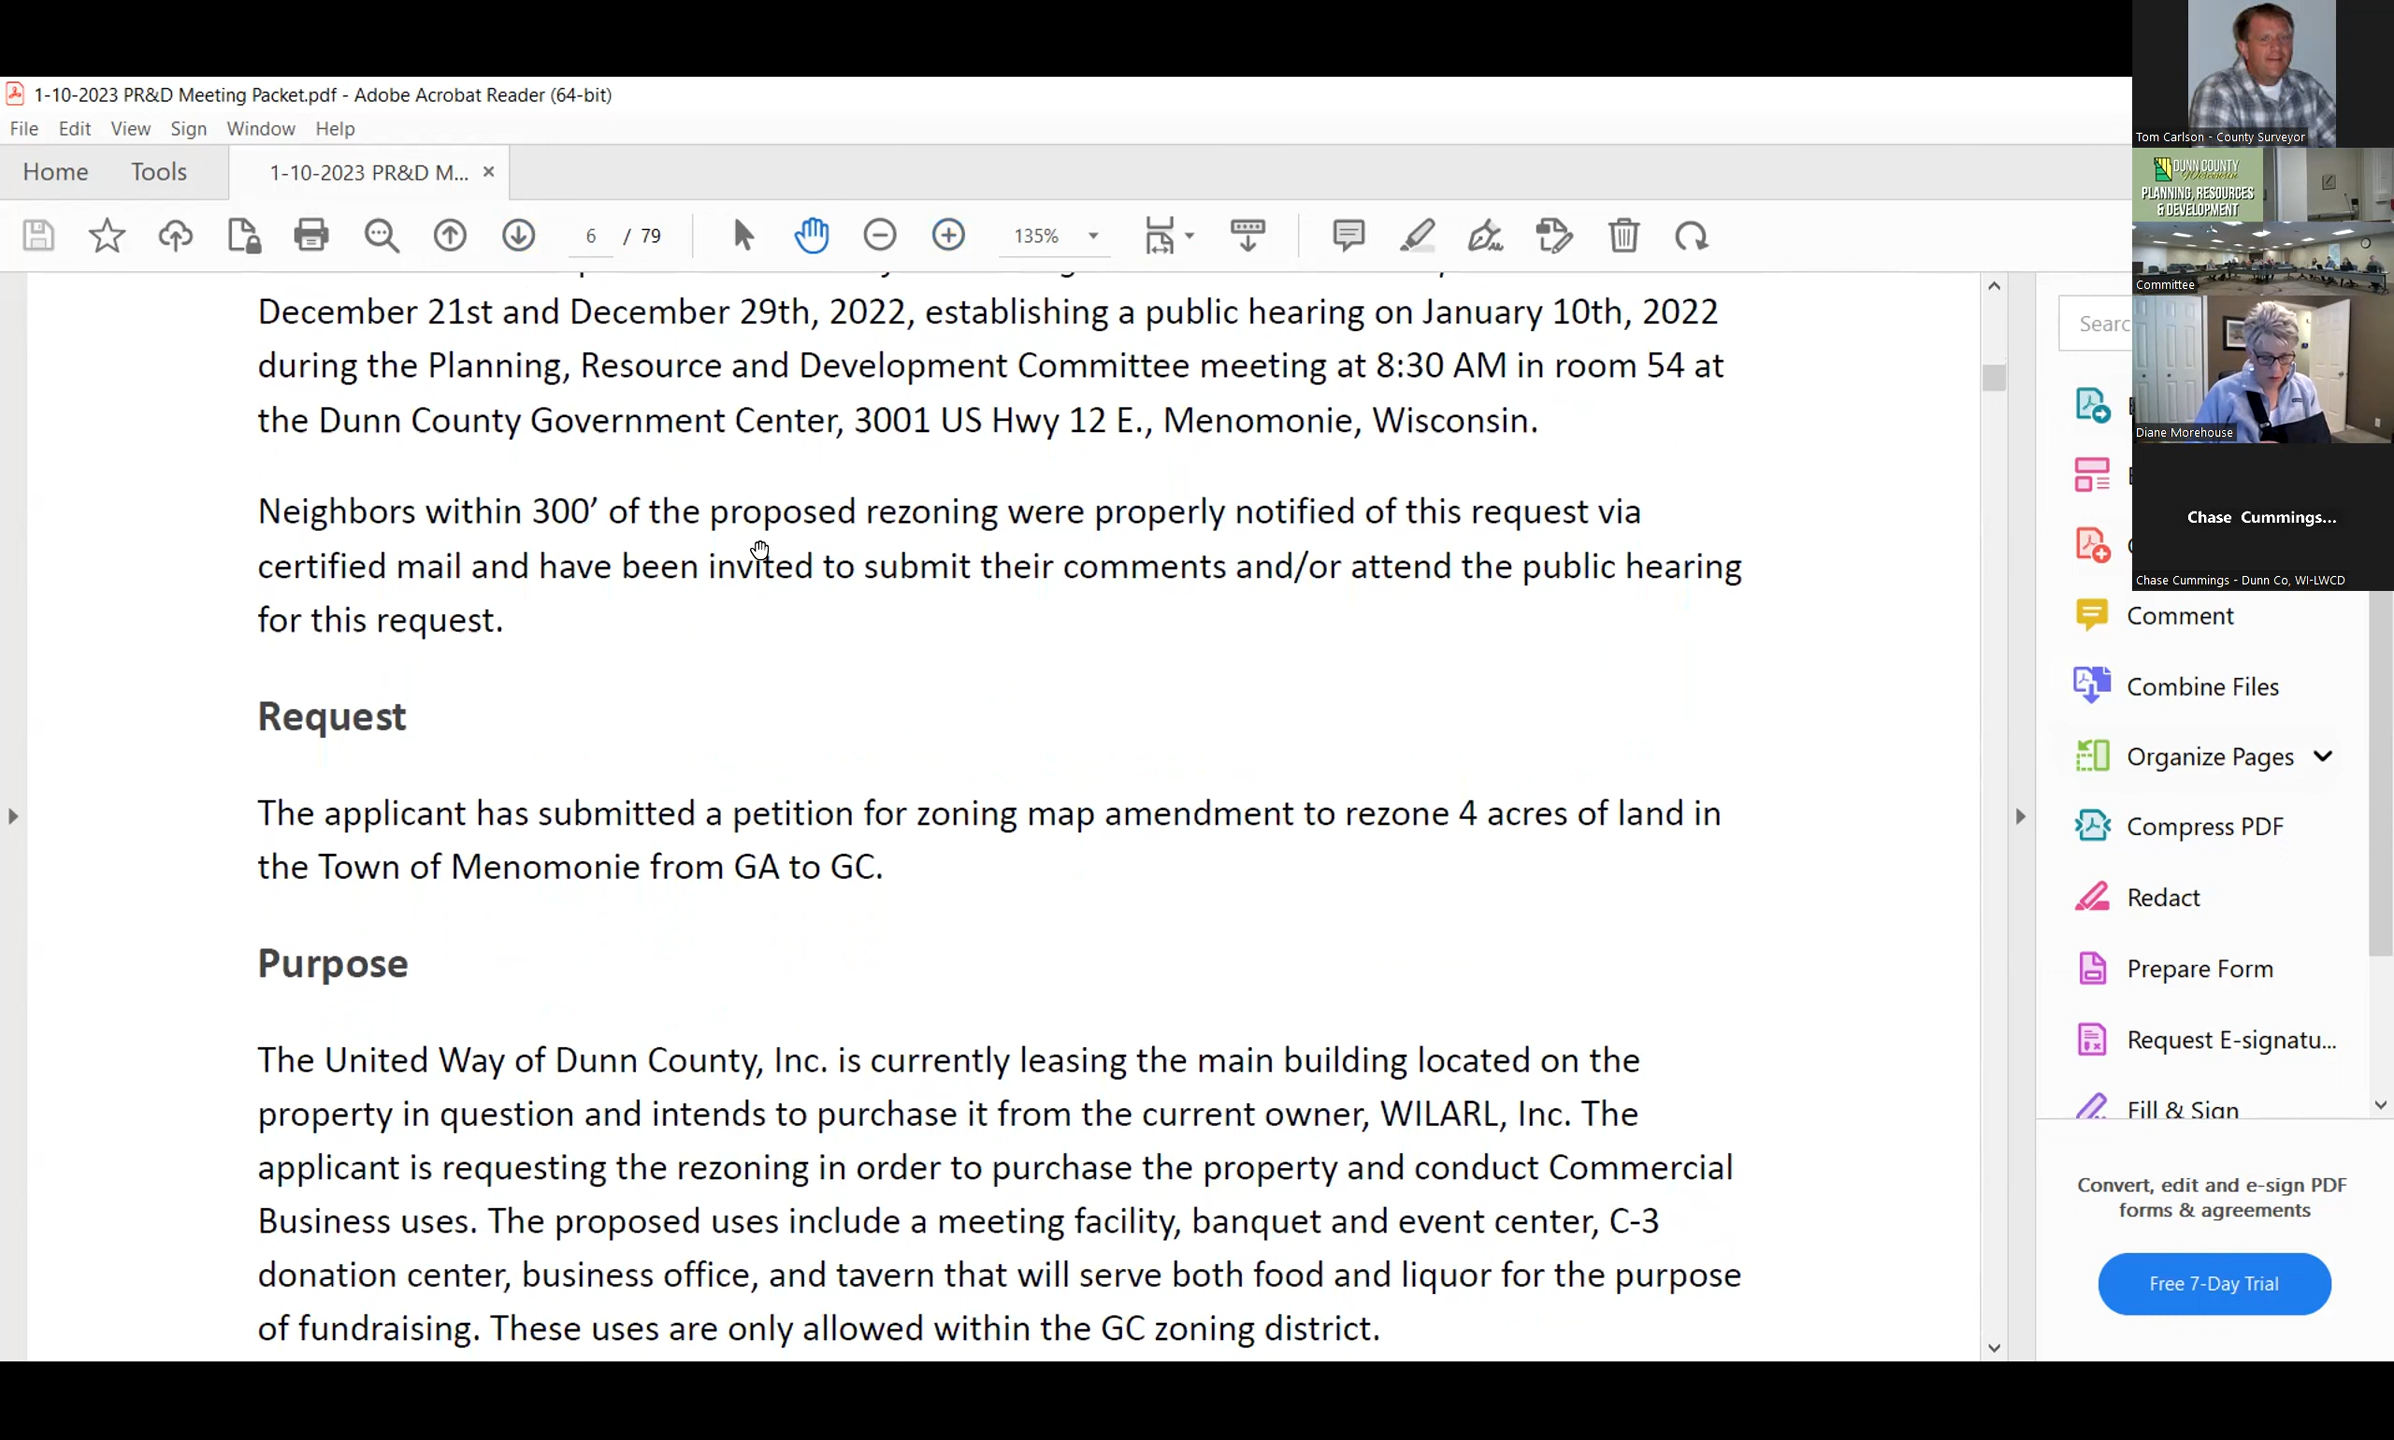 1-10-2023 PR&D Meeting Packet.pdf - Adobe Acrobat Reader (64-bit)
File Edit View Sign Window Help
Home Tools 1-10-2023 PR&D M... ×
6 / 79 135%
December 21st and December 29th, 2022, establishing a public hearing on January 10th, 2022
during the Planning, Resource and Development Committee meeting at 8:30 AM in room 54 at
the Dunn County Government Center, 3001 US Hwy 12 E., Menomonie, Wisconsin.
Neighbors within 300’ of the proposed rezoning were properly notified of this request via
certified mail and have been invited to submit their comments and/or attend the public hearing
for this request.
Request
The applicant has submitted a petition for zoning map amendment to rezone 4 acres of land in
the Town of Menomonie from GA to GC.
Purpose
The United Way of Dunn County, Inc. is currently leasing the main building located on the
property in question and intends to purchase it from the current owner, WILARL, Inc. The
applicant is requesting the rezoning in order to purchase the property and conduct Commercial
Business uses. The proposed uses include a meeting facility, banquet and event center, C-3
donation center, business office, and tavern that will serve both food and liquor for the purpose
of fundraising. These uses are only allowed within the GC zoning district.
Tom Carlson - County Surveyor
DUNN COUNTY
Wisconsin
PLANNING, RESOURCES
& DEVELOPMENT
Committee
Diane Morehouse
Chase Cummings...
Chase Cummings - Dunn Co, WI-LWCD
Searc
Comment
Combine Files
Organize Pages
Compress PDF
Redact
Prepare Form
Request E-signatu...
Fill & Sign
Convert, edit and e-sign PDF
forms & agreements
Free 7-Day Trial